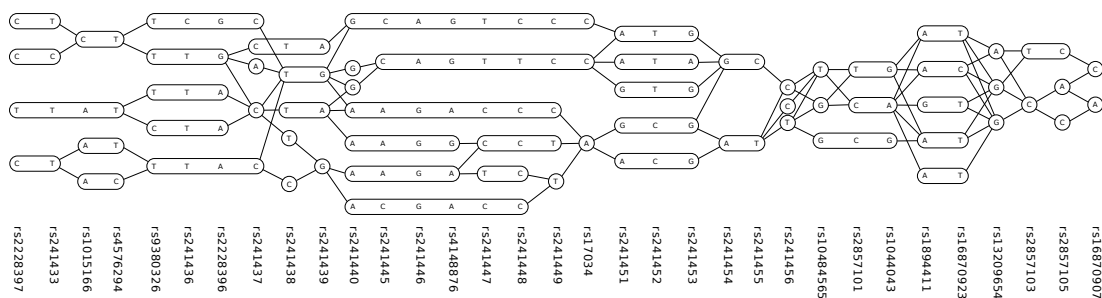 C T
T C G C
G C A G T C C C
A T G
A T
C T
C T A
A
A T C
C C
T T G
A
T G
G
C A G T T C C
A T A
G C
T
T G
A C
C
G
G T G
C
G
A
T T A
T T A T
C
T A
A A G A C C C
C
G
C A
G T
C
A
C T A
G C G
T
G
C
T
A T
A A G G
C C T
A
A T
G C G
A T
C T
T T A C
G
A C G
A C
C
A A G A
T C
T
A T
A C G A C C
rs2228397
rs241433
rs1015166
rs4576294
rs9380326
rs241436
rs2228396
rs241437
rs241438
rs241439
rs241440
rs241445
rs241446
rs4148876
rs241447
rs241448
rs241449
rs17034
rs241451
rs241452
rs241453
rs241454
rs241455
rs241456
rs10484565
rs2857101
rs1044043
rs1894411
rs16870923
rs13209654
rs2857103
rs2857105
rs16870907